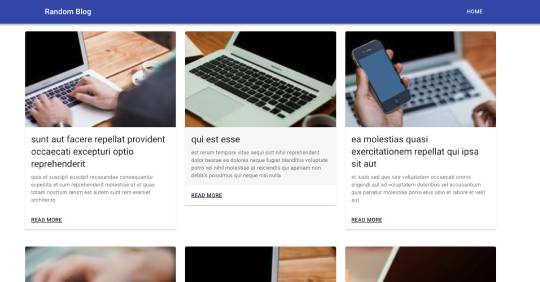 Random Blog
HOME
sunt aut facere repellat provident
occaecati excepturi optio
reprehenderit
quia et suscipit suscipit recusandae consequuntur
expedita et cum reprehenderit molestiae ut ut quas
totam nostrum rerum est autem sunt rem eveniet
architecto
READ MORE
qui est esse
est rerum tempore vitae sequi sint nihil reprehenderit
dolor beatae ea dolores neque fugiat blanditiis voluptate
porro vel nihil molestiae ut reiciendis qui aperiam non
debitis possimus qui neque nisi nulla
READ MORE
ea molestias quasi
exercitationem repellat qui ipsa
sit aut
et iusto sed quo iure voluptatem occaecati omnis
eligendi aut ad voluptatem doloribus vel accusantium
quis pariatur molestiae porro eius odio et labore et velit
aut
READ MORE